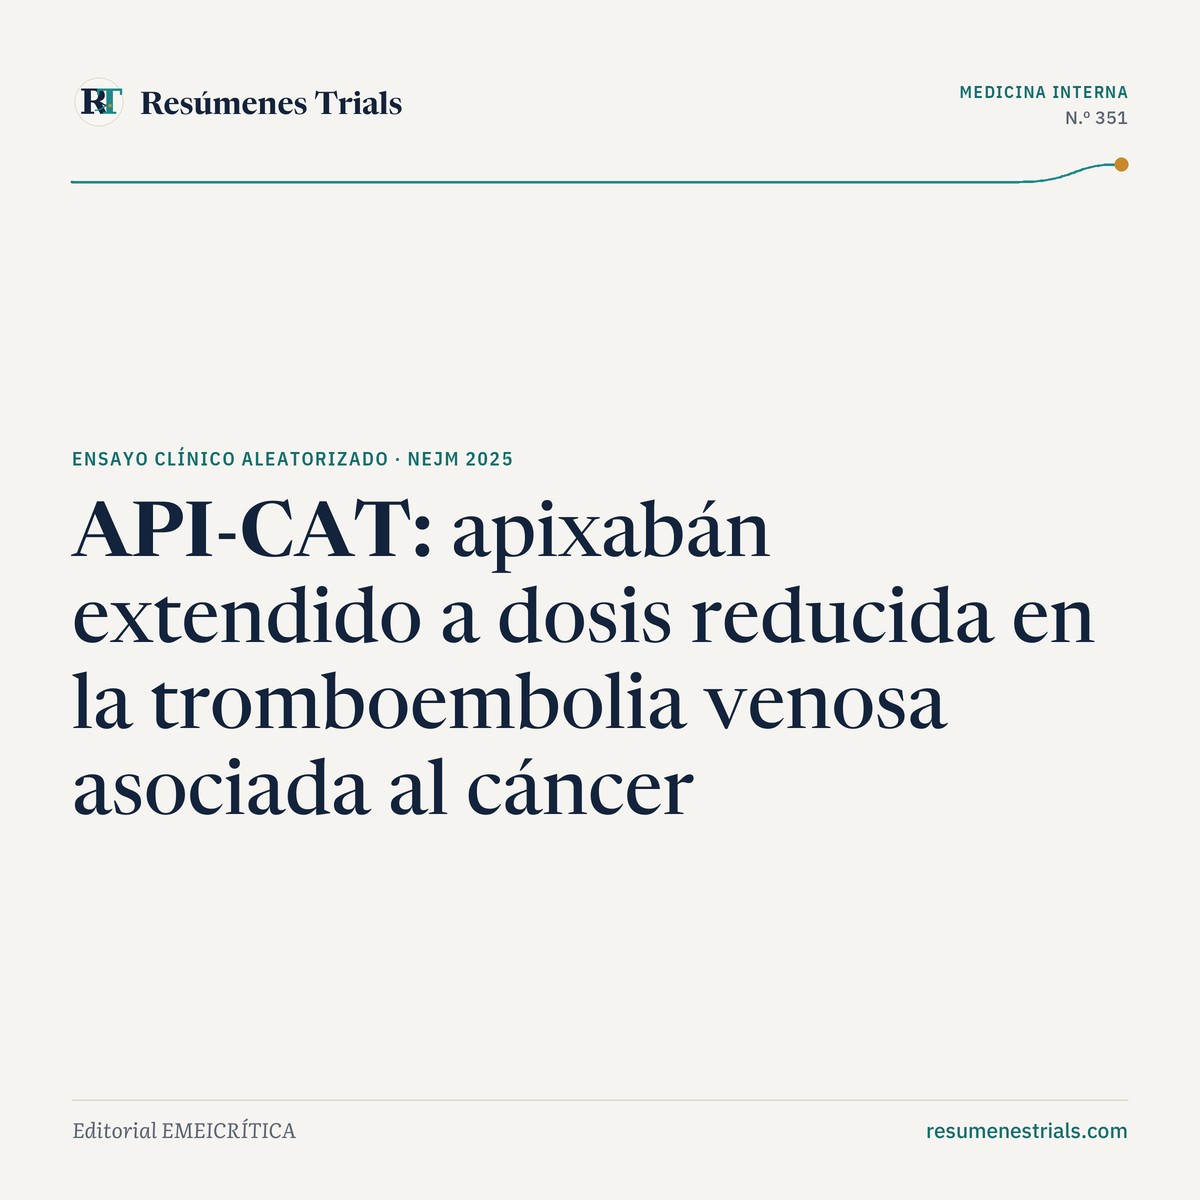 RT Resúmenes Trials
MEDICINA INTERNA
N.º 351
ENSAYO CLÍNICO ALEATORIZADO · NEJM 2025
API-CAT: apixabán
extendido a dosis reducida en
la tromboembolia venosa
asociada al cáncer
Editorial EMEICRÍTICA
resumenestrials.com